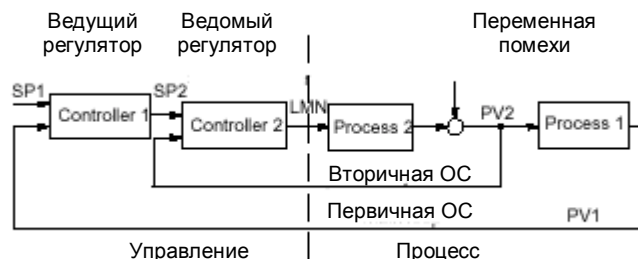 Ведущий
регулятор
Ведомый
регулятор
Переменная
помехи
SP1
SP2
LMN
Controller 1
Controller 2
Process 2
PV2
Process 1
Вторичная ОС
Первичная ОС
PV1
Управление
Процесс